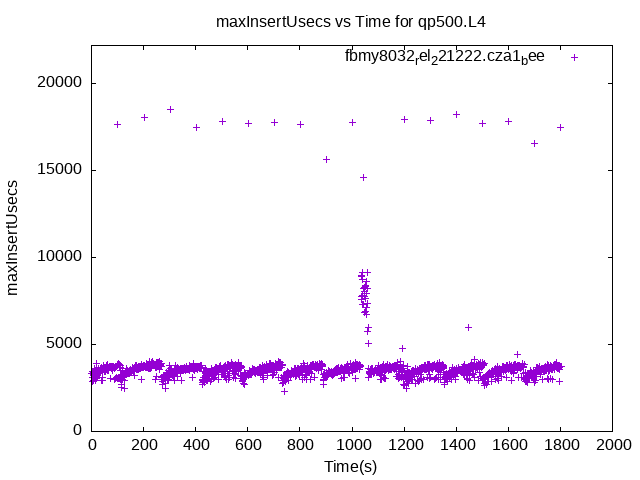 maxInsertUsecs vs Time for qp500.L4
fbmy8032rel221222.cza1bee
20000
15000
10000
5000
0
maxInsertUsecs
0 200 400 600 800 1000 1200 1400 1600 1800 2000
Time(s)